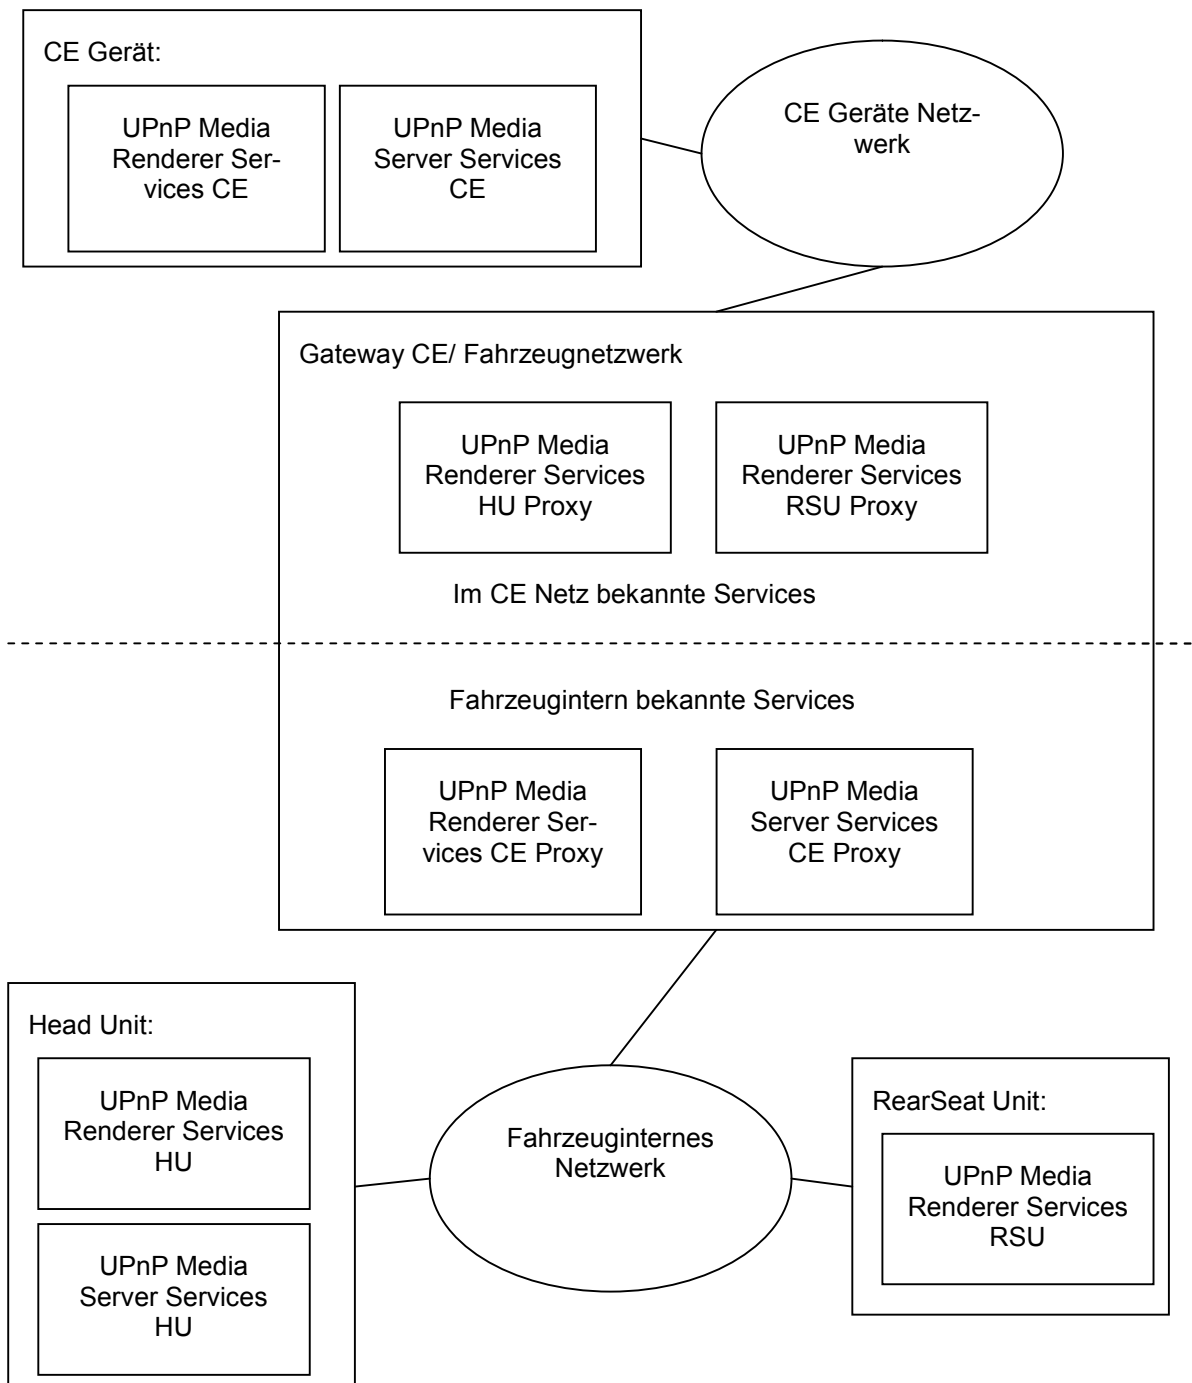 CE Gerät:
UPnP Media
Renderer Ser-
vices CE
UPnP Media
Server Services
CE
CE Geräte Netz-
werk
Gateway CE/ Fahrzeugnetzwerk
UPnP Media
Renderer Services
HU Proxy
UPnP Media
Renderer Services
RSU Proxy
Im CE Netz bekannte Services
Fahrzeugintern bekannte Services
UPnP Media
Renderer Ser-
vices CE Proxy
UPnP Media
Server Services
CE Proxy
Head Unit:
UPnP Media
Renderer Services
HU
UPnP Media
Server Services
HU
Fahrzeuginternes
Netzwerk
RearSeat Unit:
UPnP Media
Renderer Services
RSU